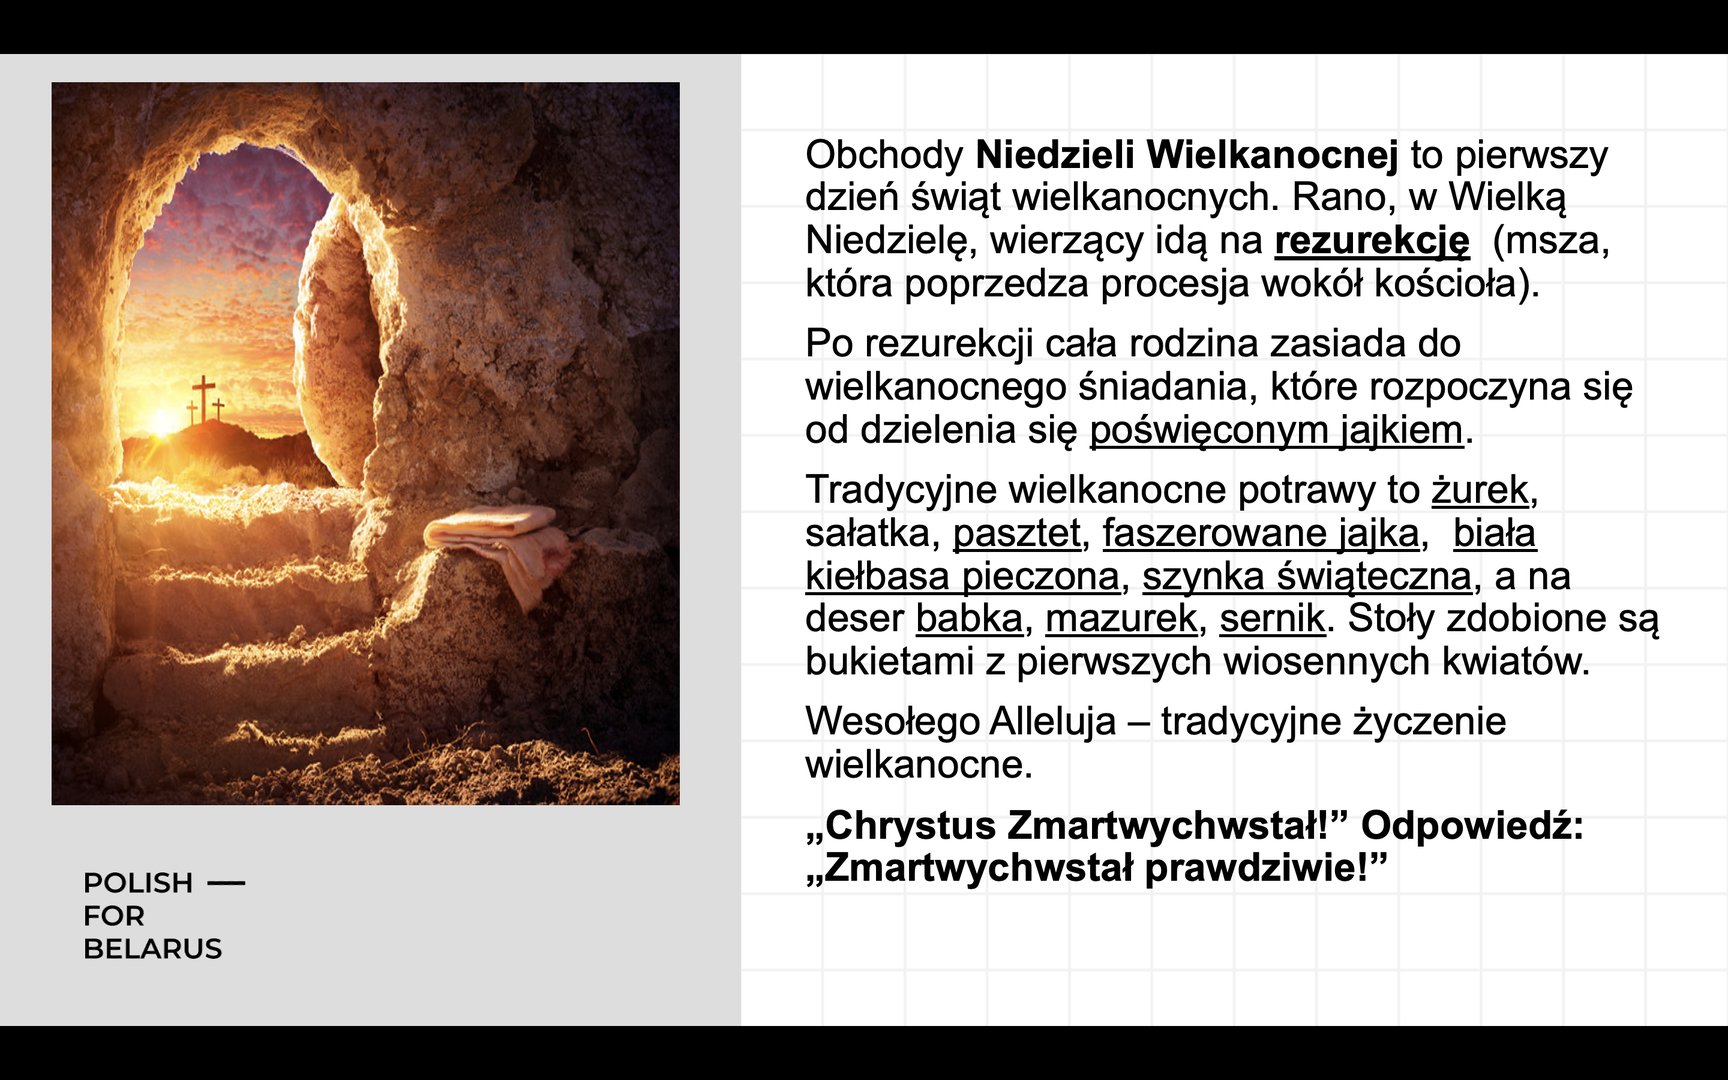 Obchody Niedzieli Wielkanocnej to pierwszy
dzień świąt wielkanocnych. Rano, w Wielką
Niedzielę, wierzący idą na rezurekcję  (msza,
która poprzedza procesja wokół kościoła).
Po rezurekcji cała rodzina zasiada do
wielkanocnego śniadania, które rozpoczyna się
od dzielenia się poświęconym jajkiem.
Tradycyjne wielkanocne potrawy to żurek,
sałatka, pasztet, faszerowane jajka,  biała
kiełbasa pieczona, szynka świąteczna, a na
deser babka, mazurek, sernik. Stoły zdobione są
bukietami z pierwszych wiosennych kwiatów.
Wesołego Alleluja – tradycyjne życzenie
wielkanocne.
„Chrystus Zmartwychwstał!” Odpowiedź:
„Zmartwychwstał prawdziwie!”
POLISH —
FOR
BELARUS